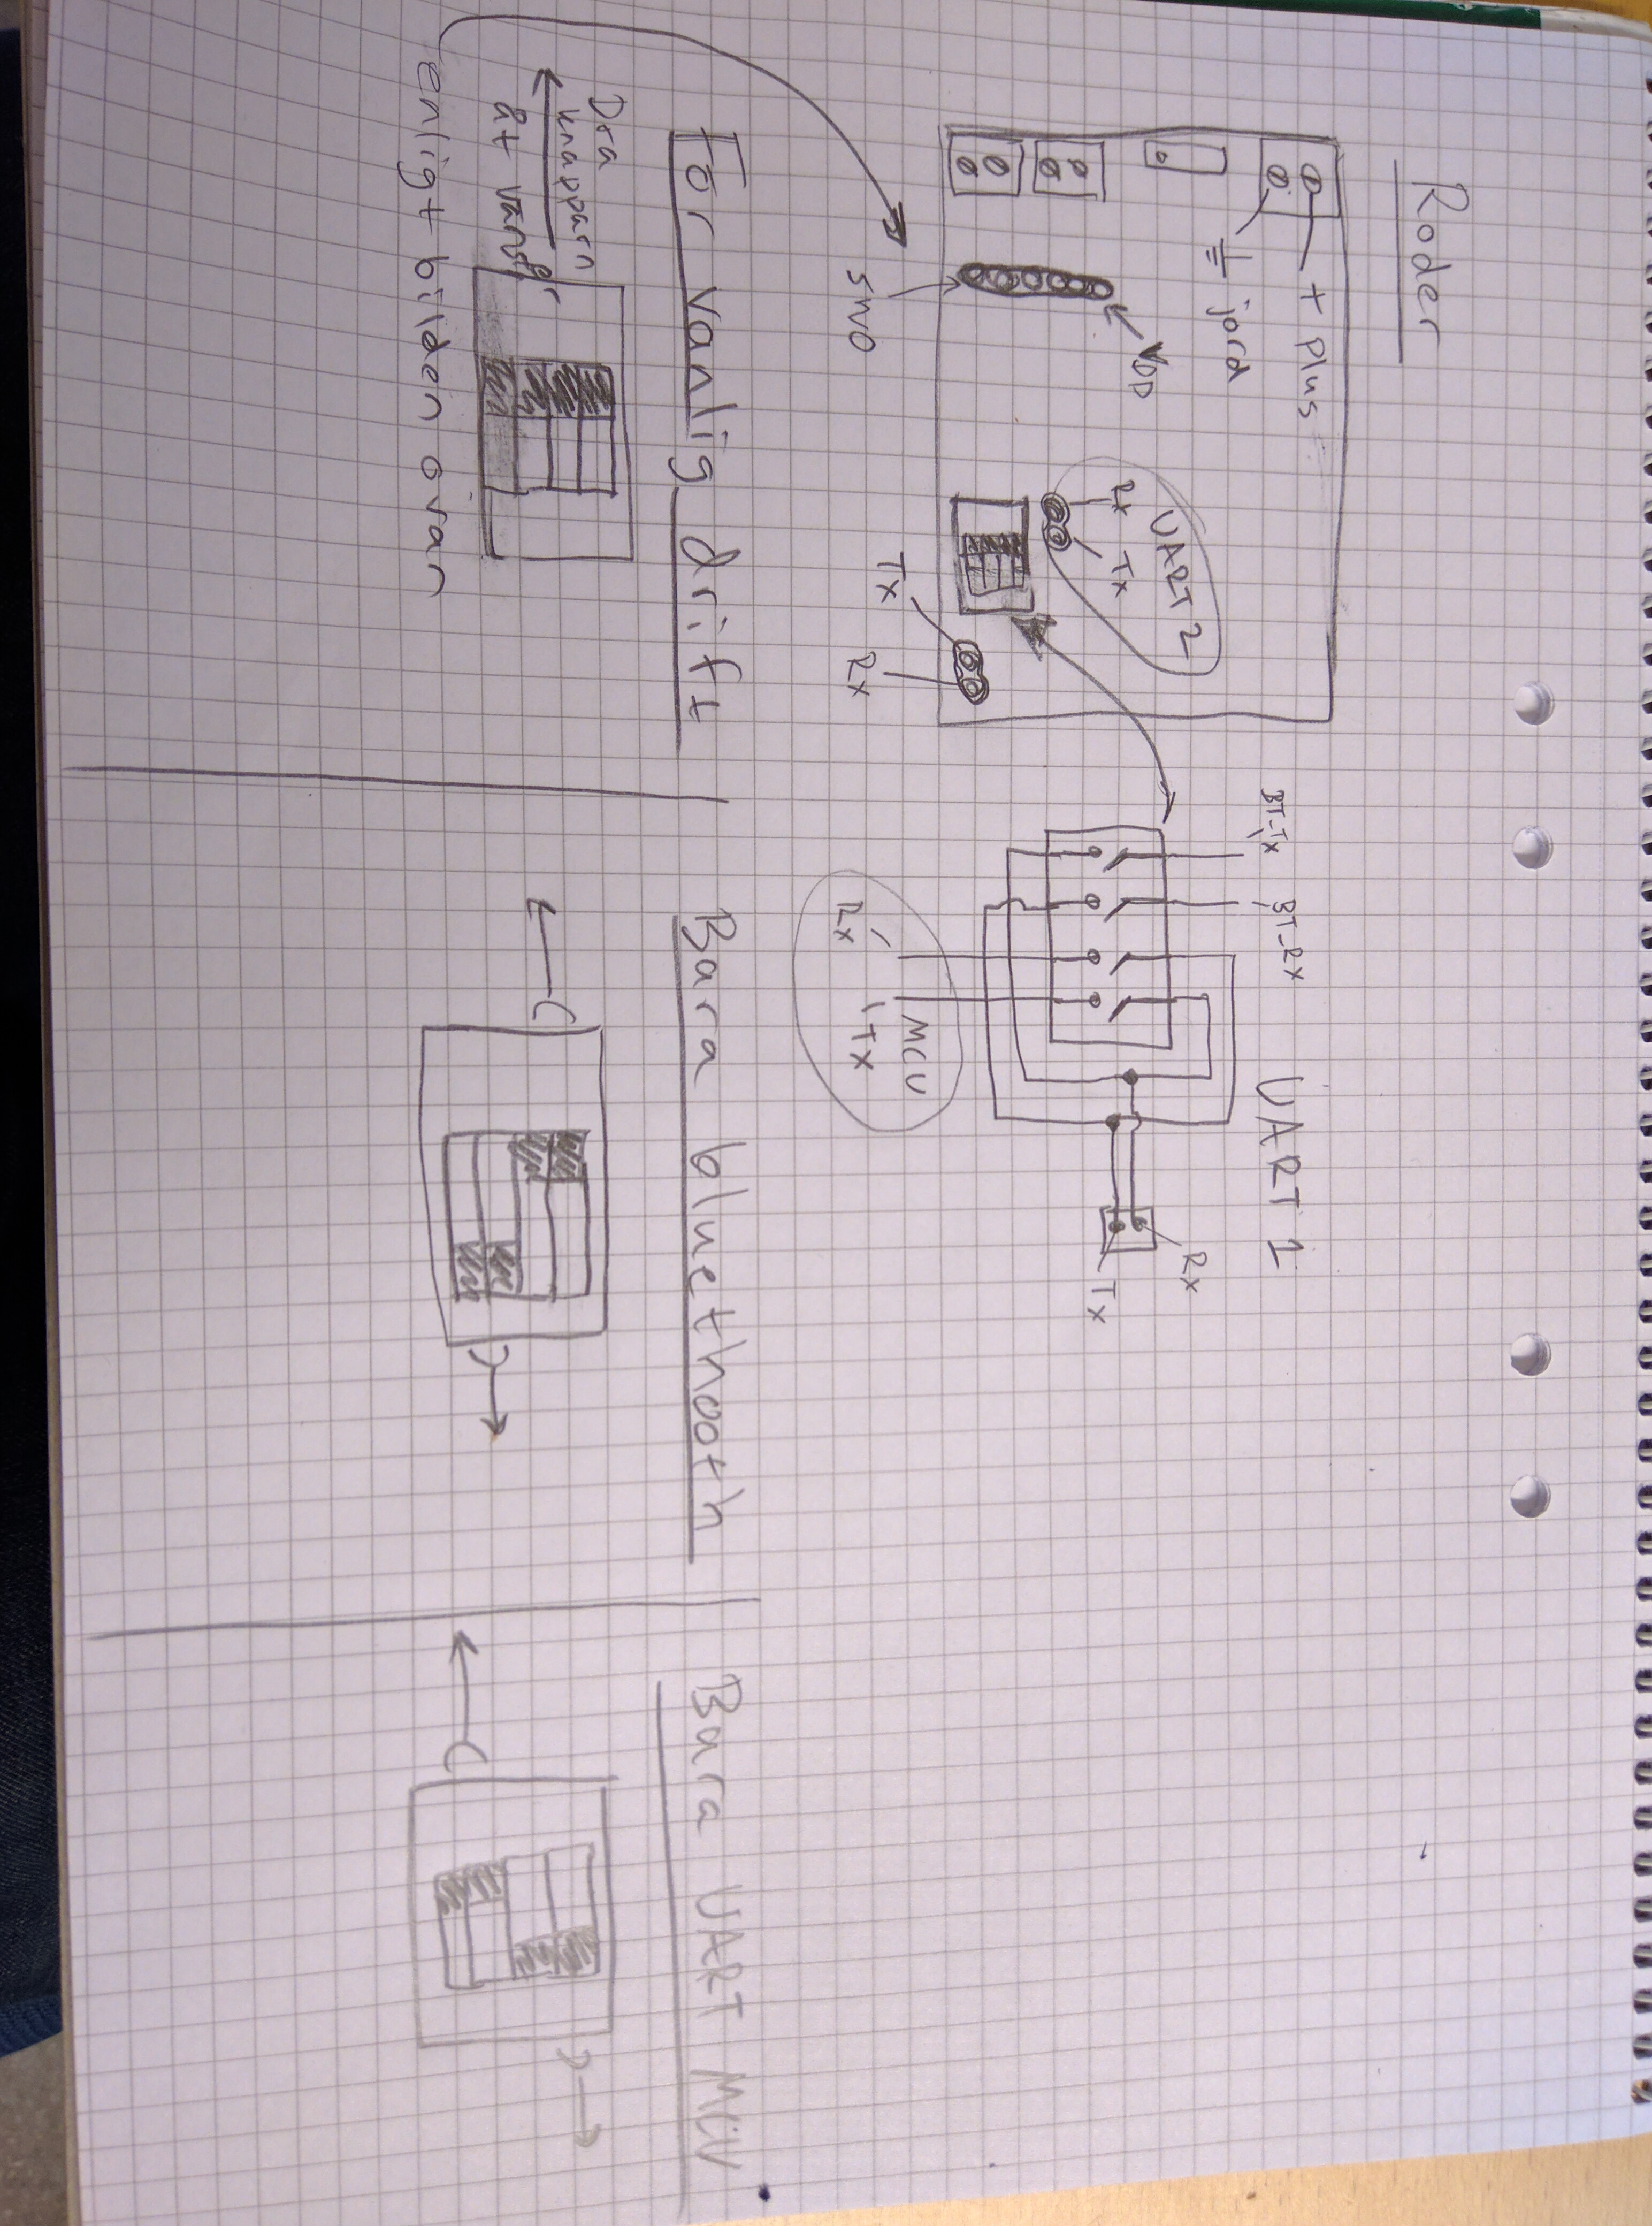 Roder
+ plus
jord
VDD
SWO
UART 2
Rx Tx
Tx
Rx
BT-Tx BT-RX
UART 1
Rx
Tx
MCU
Rx Tx
För vanlig drift
Dra
knapparn
åt vänster
enligt bilden ovan
Bara bluethooth
Bara UART MCU